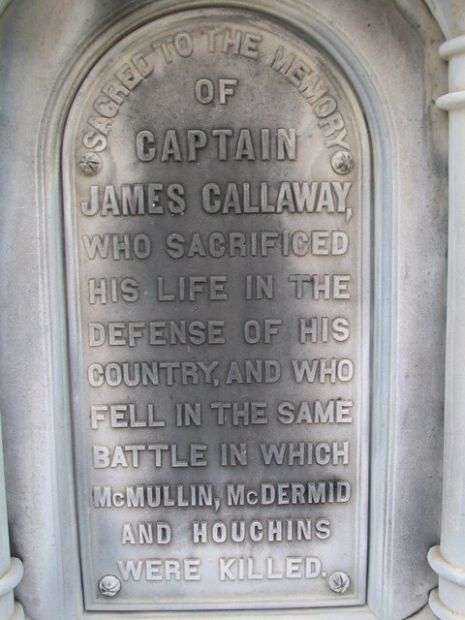 SACRED TO THE MEMORY
OF
CAPTAIN
JAMES CALLAWAY,
WHO SACRIFICED
HIS LIFE IN THE
DEFENSE OF HIS
COUNTRY, AND WHO
FELL IN THE SAME
BATTLE IN WHICH
McMULLIN, McDERMID
AND HOUCHINS
WERE KILLED.